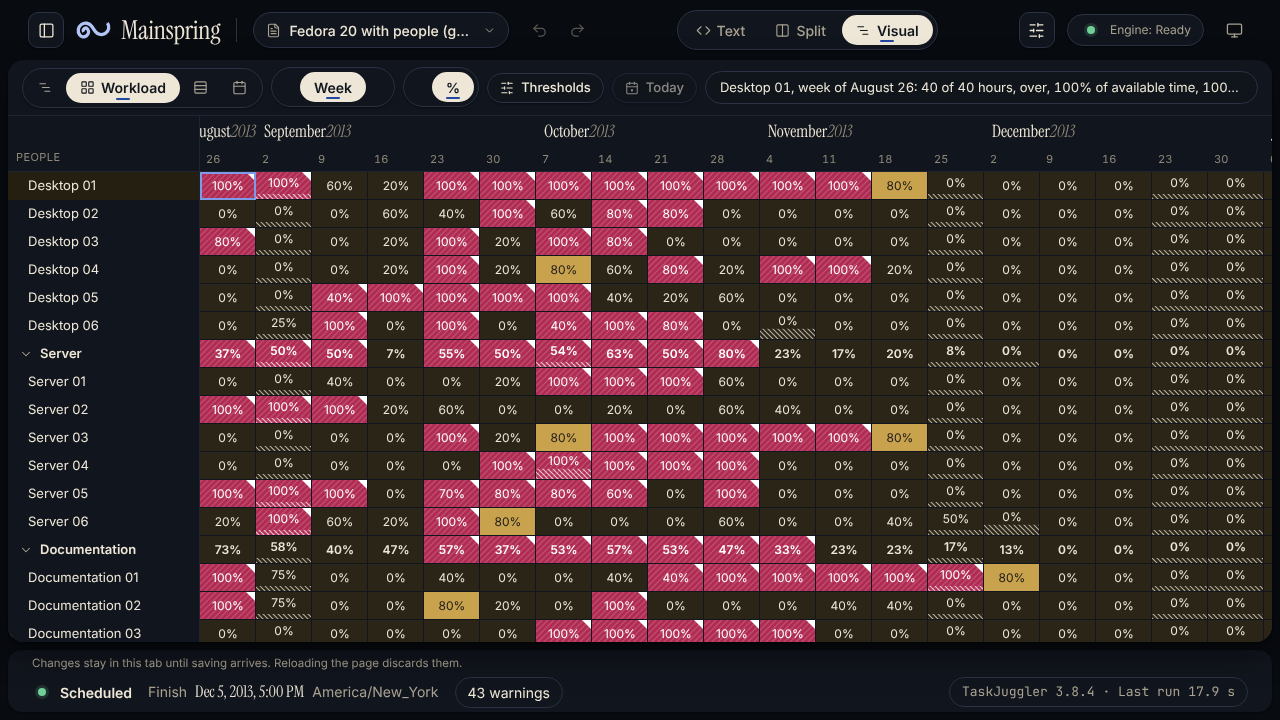 Mainspring
Fedora 20 with people (g...
Text
Split
Visual
Engine: Ready
Workload
Week
%
Thresholds
Today
Desktop 01, week of August 26: 40 of 40 hours, over, 100% of available time, 100...
ugust 2013 September 2013 October 2013 November 2013 December 2013
PEOPLE 26 2 9 16 23 30 7 14 21 28 4 11 18 25 2 9 16 23 30
Desktop 01 100% 100% 60% 20% 100% 100% 100% 100% 100% 100% 100% 100% 80% 0% 0% 0% 0% 0% 0%
Desktop 02 0% 0% 0% 60% 40% 100% 60% 80% 80% 0% 0% 0% 0% 0% 0% 0% 0% 0% 0%
Desktop 03 80% 0% 0% 20% 100% 20% 100% 80% 0% 0% 0% 0% 0% 0% 0% 0% 0% 0% 0%
Desktop 04 0% 0% 0% 20% 100% 20% 80% 60% 80% 20% 100% 100% 20% 0% 0% 0% 0% 0% 0%
Desktop 05 0% 0% 40% 100% 100% 100% 100% 40% 20% 60% 0% 0% 0% 0% 0% 0% 0% 0% 0%
Desktop 06 0% 25% 100% 0% 100% 0% 40% 100% 80% 0% 0% 0% 0% 0% 0% 0% 0% 0% 0%
Server 37% 50% 50% 7% 55% 50% 54% 63% 50% 80% 23% 17% 20% 8% 0% 0% 0% 0% 0%
Server 01 0% 0% 40% 0% 0% 20% 100% 100% 100% 60% 0% 0% 0% 0% 0% 0% 0% 0% 0%
Server 02 100% 100% 100% 20% 60% 0% 0% 20% 0% 60% 40% 0% 0% 0% 0% 0% 0% 0% 0%
Server 03 0% 0% 0% 0% 100% 20% 80% 100% 100% 100% 100% 100% 80% 0% 0% 0% 0% 0% 0%
Server 04 0% 0% 0% 0% 0% 100% 100% 100% 100% 100% 0% 0% 0% 0% 0% 0% 0% 0% 0%
Server 05 100% 100% 100% 0% 70% 80% 80% 60% 0% 100% 0% 0% 0% 0% 0% 0% 0% 0% 0%
Server 06 20% 100% 60% 20% 100% 80% 0% 0% 0% 60% 0% 0% 40% 50% 0% 0% 0% 0% 0%
Documentation 73% 58% 40% 47% 57% 37% 53% 57% 53% 47% 33% 23% 23% 17% 13% 0% 0% 0% 0%
Documentation 01 100% 75% 0% 0% 40% 0% 0% 40% 40% 100% 100% 100% 100% 100% 80% 0% 0% 0% 0%
Documentation 02 100% 75% 0% 0% 80% 20% 0% 100% 0% 0% 0% 40% 40% 0% 0% 0% 0% 0% 0%
Documentation 03 0% 0% 0% 0% 0% 0% 100% 100% 100% 100% 100% 0% 0% 0% 0% 0% 0% 0% 0%
Changes stay in this tab until saving arrives. Reloading the page discards them.
Scheduled Finish Dec 5, 2013, 5:00 PM America/New_York 43 warnings
TaskJuggler 3.8.4 · Last run 17.9 s